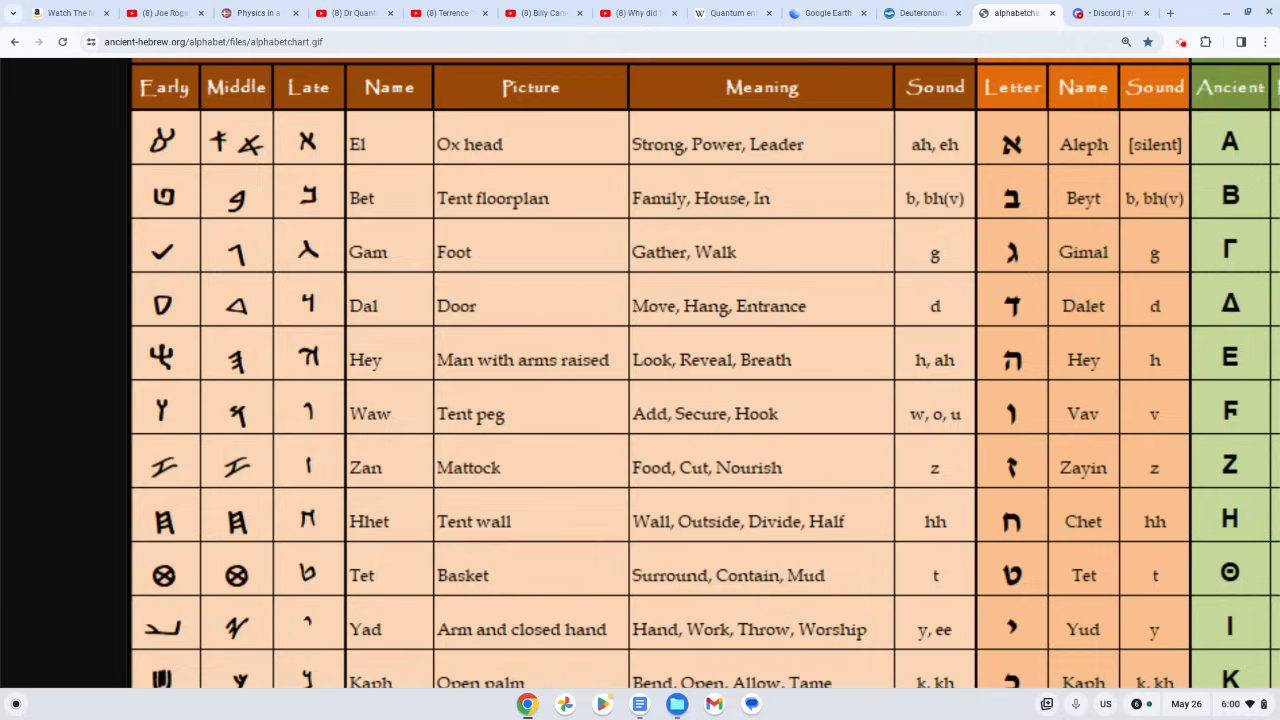 Watch The M
(8) Joe Roga
Physics in a
(8) Dr Quant
(8) Terrence
(8) Billy Cars
(8) Why did
Quantum en
Google Earth
Deuteronom
alphabetcha
• Discord | #
ancient-hebrew.org/alphabet/files/alphabetchart.gif
Early Middle Late Name Picture Meaning Sound Letter Name Sound Ancient
א El Ox head Strong, Power, Leader ah, eh א Aleph [silent] Α
Bet Tent floorplan Family, House, In b, bh(v) ב Beyt b, bh(v) Β
Gam Foot Gather, Walk g ג Gimal g Γ
Dal Door Move, Hang, Entrance d ד Dalet d Δ
Hey Man with arms raised Look, Reveal, Breath h, ah ה Hey h Ε
Waw Tent peg Add, Secure, Hook w, o, u ו Vav v F
Zan Mattock Food, Cut, Nourish z ז Zayin z Ζ
Hhet Tent wall Wall, Outside, Divide, Half hh ח Chet hh Η
Tet Basket Surround, Contain, Mud t ט Tet t Θ
Yad Arm and closed hand Hand, Work, Throw, Worship y, ee י Yud y Ι
Kaph Open palm Bend, Open, Allow, Tame k, kh כ Kaph k, kh Κ
US 6 May 26 6:00